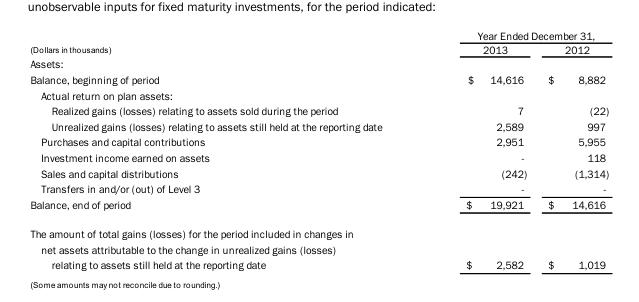 unobservable inputs for fixed maturity investments, for the period indicated:
Year Ended December 31,
(Dollars in thousands) 2013 2012
Assets:
Balance, beginning of period $ 14,616 $ 8,882
Actual return on plan assets:
Realized gains (losses) relating to assets sold during the period 7 (22)
Unrealized gains (losses) relating to assets still held at the reporting date 2,589 997
Purchases and capital contributions 2,951 5,955
Investment income earned on assets - 118
Sales and capital distributions (242) (1,314)
Transfers in and/or (out) of Level 3 - -
Balance, end of period $ 19,921 $ 14,616
The amount of total gains (losses) for the period included in changes in
net assets attributable to the change in unrealized gains (losses)
relating to assets still held at the reporting date $ 2,582 $ 1,019
(Some amounts may not reconcile due to rounding.)